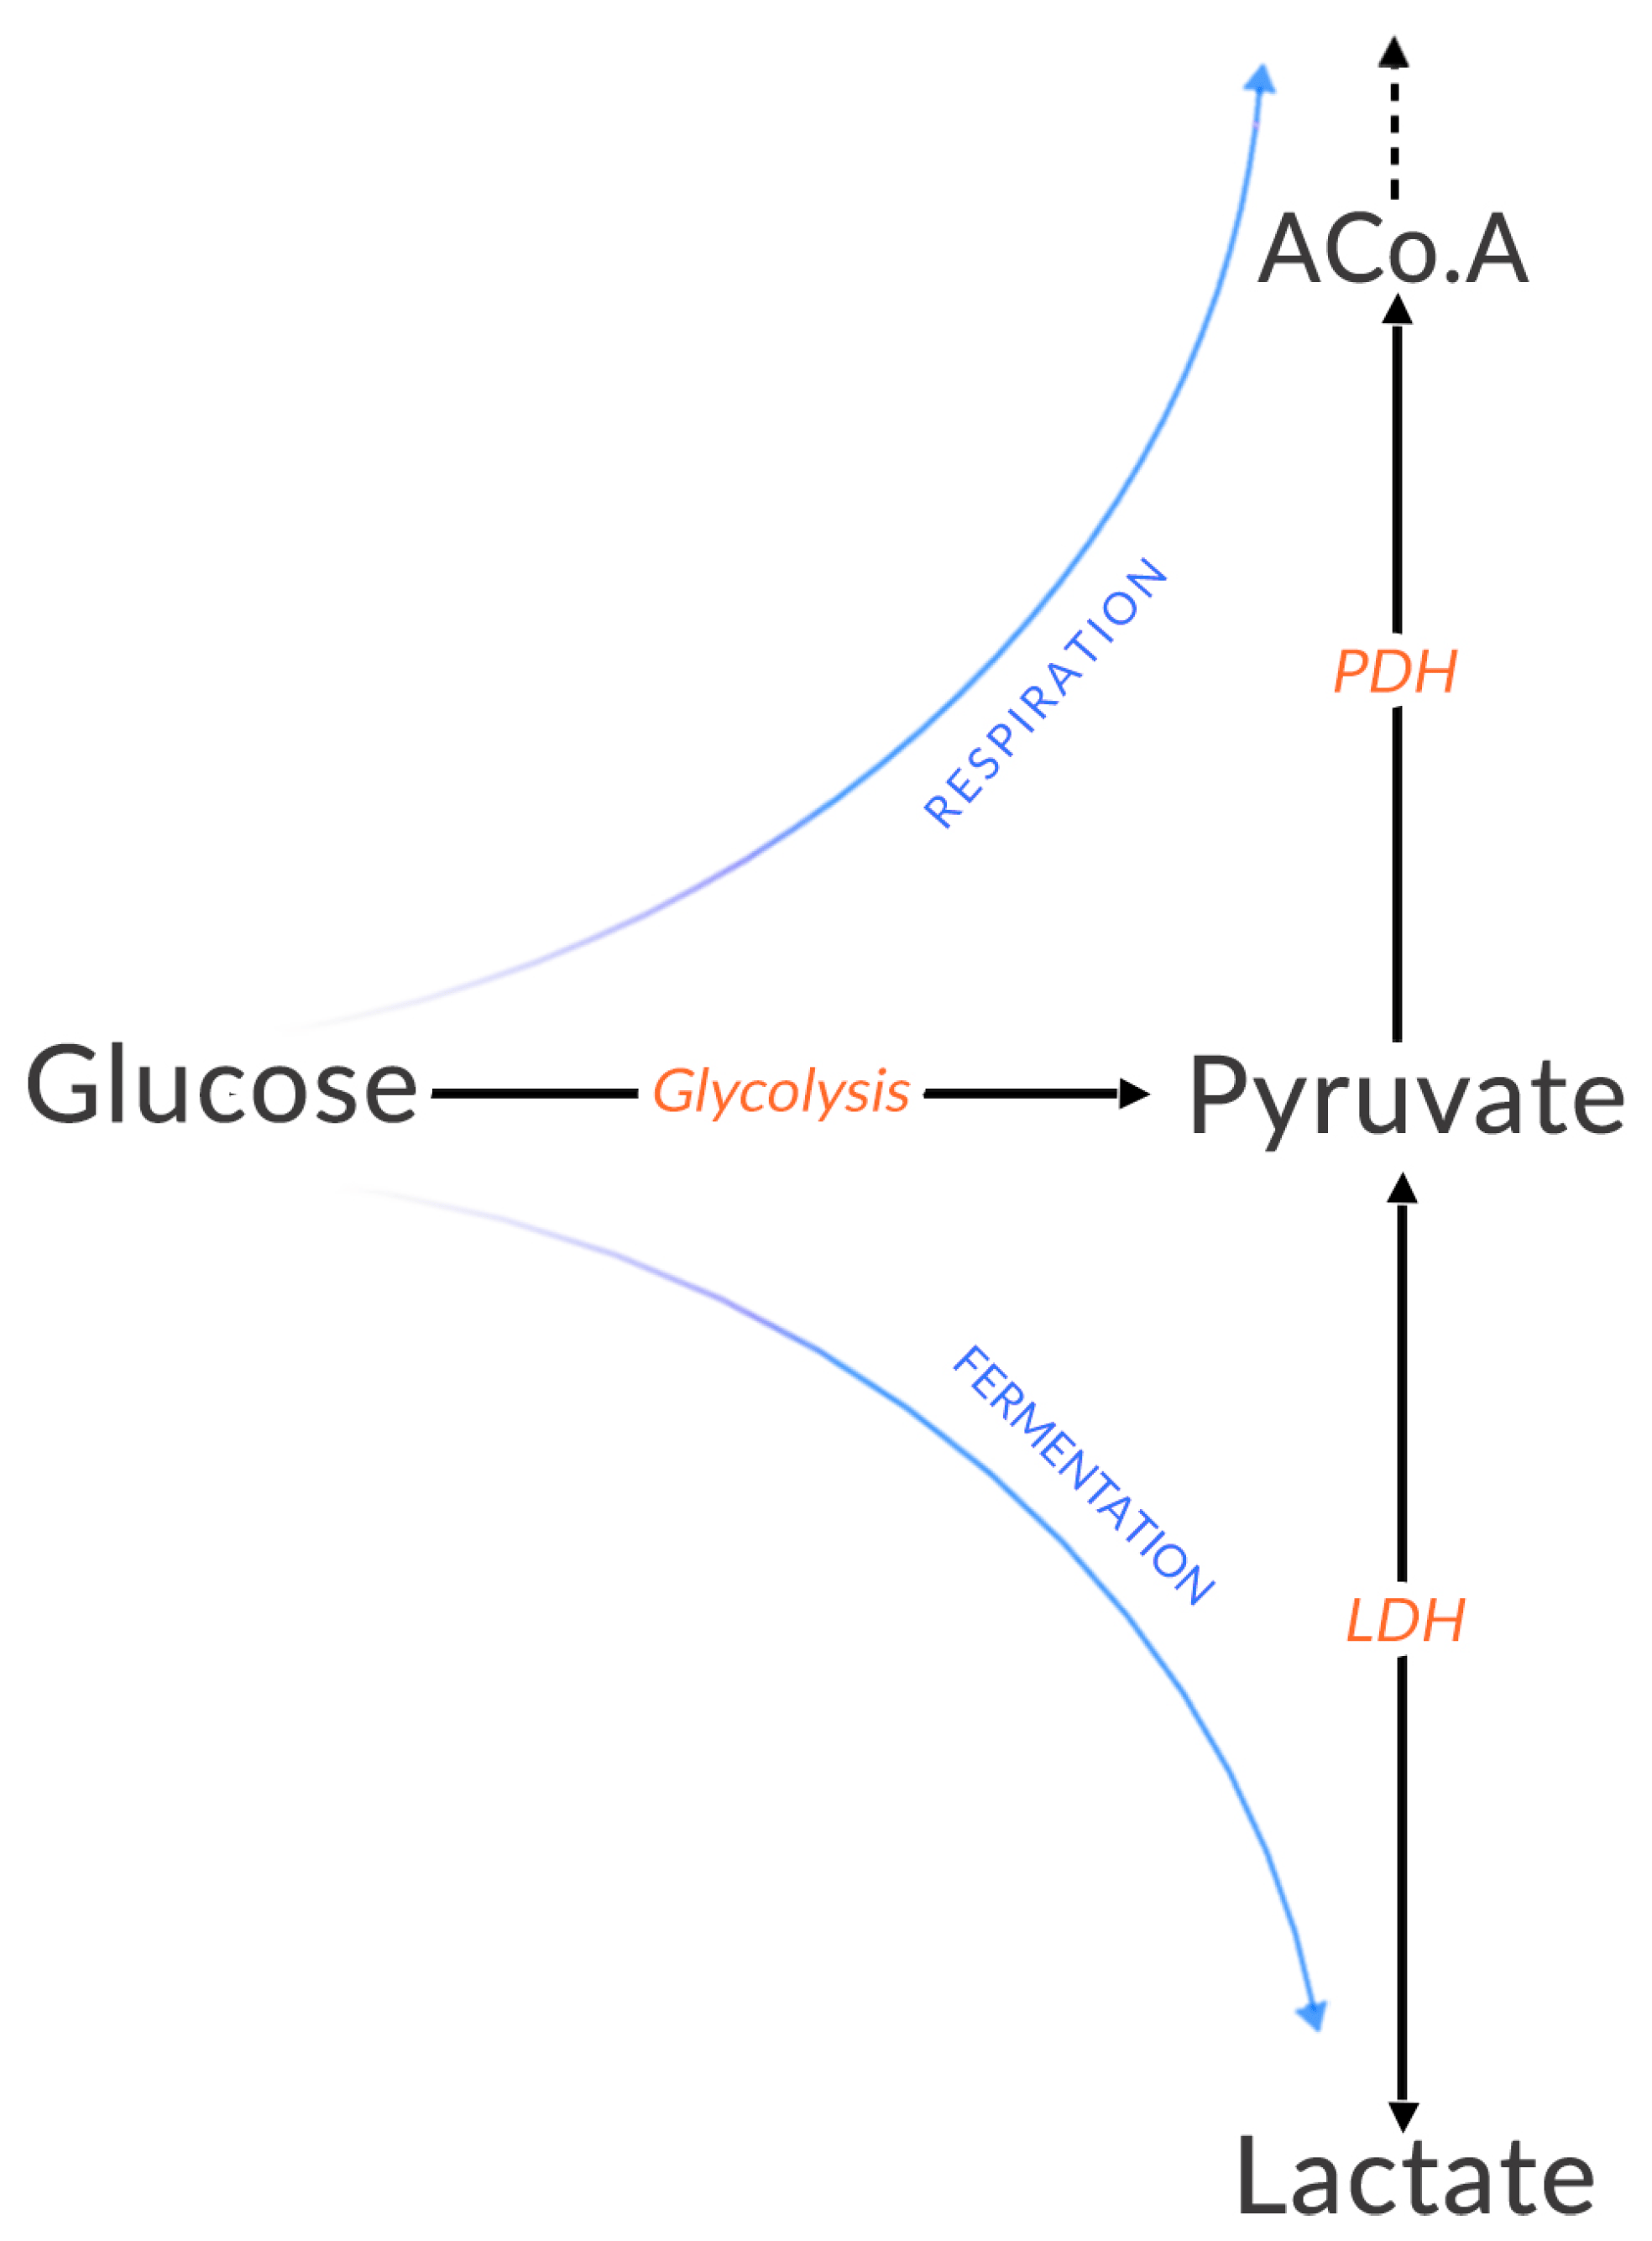 ACo.A
RESPIRATION
PDH
Glucose
Glycolysis
Pyruvate
FERMENTATION
LDH
Lactate